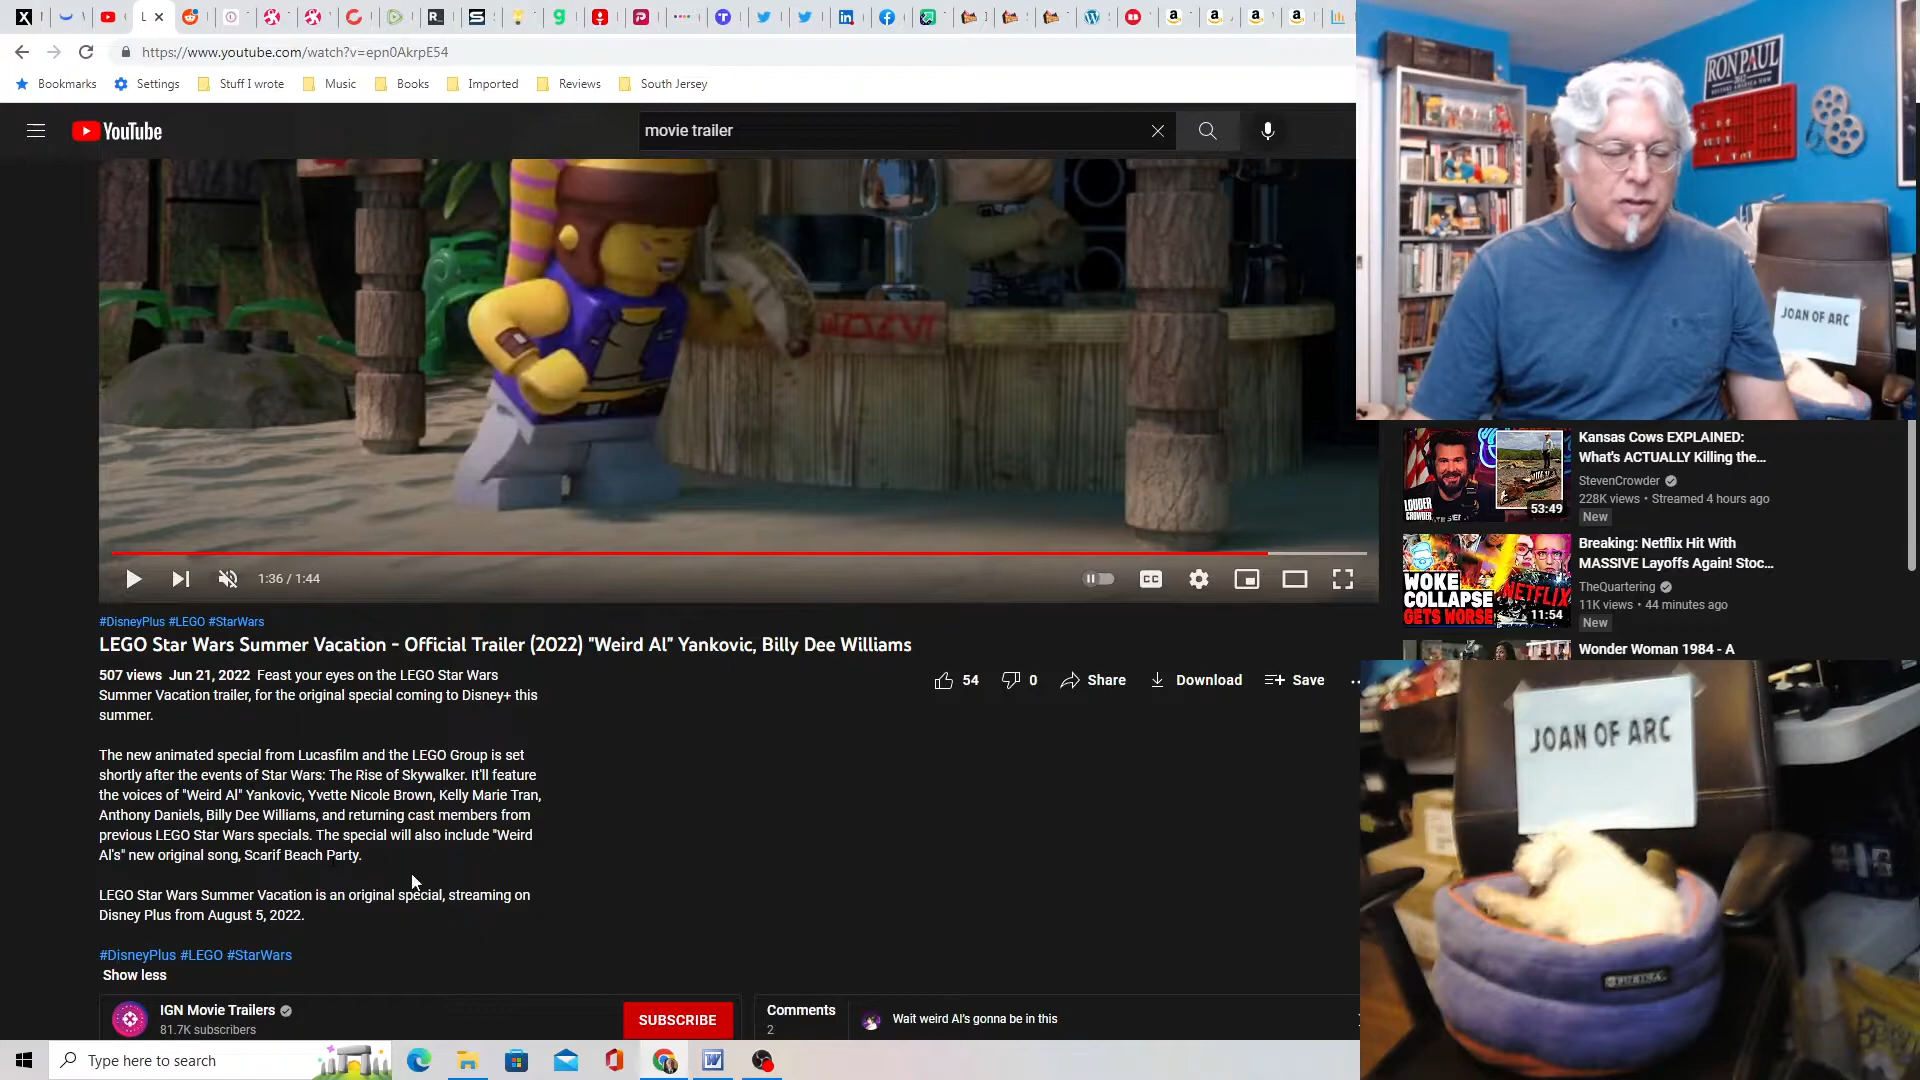 https://www.youtube.com/watch?v=epn0AkrpE54
Bookmarks
Settings
Stuff I wrote
Music
Books
Imported
Reviews
South Jersey
YouTube
movie trailer
RON PAUL
JOAN OF ARC
1:36 / 1:44
CC
#DisneyPlus #LEGO #StarWars
LEGO Star Wars Summer Vacation - Official Trailer (2022) "Weird Al" Yankovic, Billy Dee Williams
507 views Jun 21, 2022 Feast your eyes on the LEGO Star Wars
Summer Vacation trailer, for the original special coming to Disney+ this
summer.
54
0
Share
Download
Save
The new animated special from Lucasfilm and the LEGO Group is set
shortly after the events of Star Wars: The Rise of Skywalker. It'll feature
the voices of "Weird Al" Yankovic, Yvette Nicole Brown, Kelly Marie Tran,
Anthony Daniels, Billy Dee Williams, and returning cast members from
previous LEGO Star Wars specials. The special will also include "Weird
Al's" new original song, Scarif Beach Party.
LEGO Star Wars Summer Vacation is an original special, streaming on
Disney Plus from August 5, 2022.
#DisneyPlus #LEGO #StarWars
Show less
IGN Movie Trailers
81.7K subscribers
SUBSCRIBE
Comments
2
Wait weird Al's gonna be in this
LOUDER
CROWDER
53:49
Kansas Cows EXPLAINED:
What's ACTUALLY Killing the...
StevenCrowder
228K views • Streamed 4 hours ago
New
WOKE
COLLAPSE
GETS WORSE
NETFLIX
11:54
Breaking: Netflix Hit With
MASSIVE Layoffs Again! Stoc...
TheQuartering
11K views • 44 minutes ago
New
Wonder Woman 1984 - A
JOAN OF ARC
Type here to search